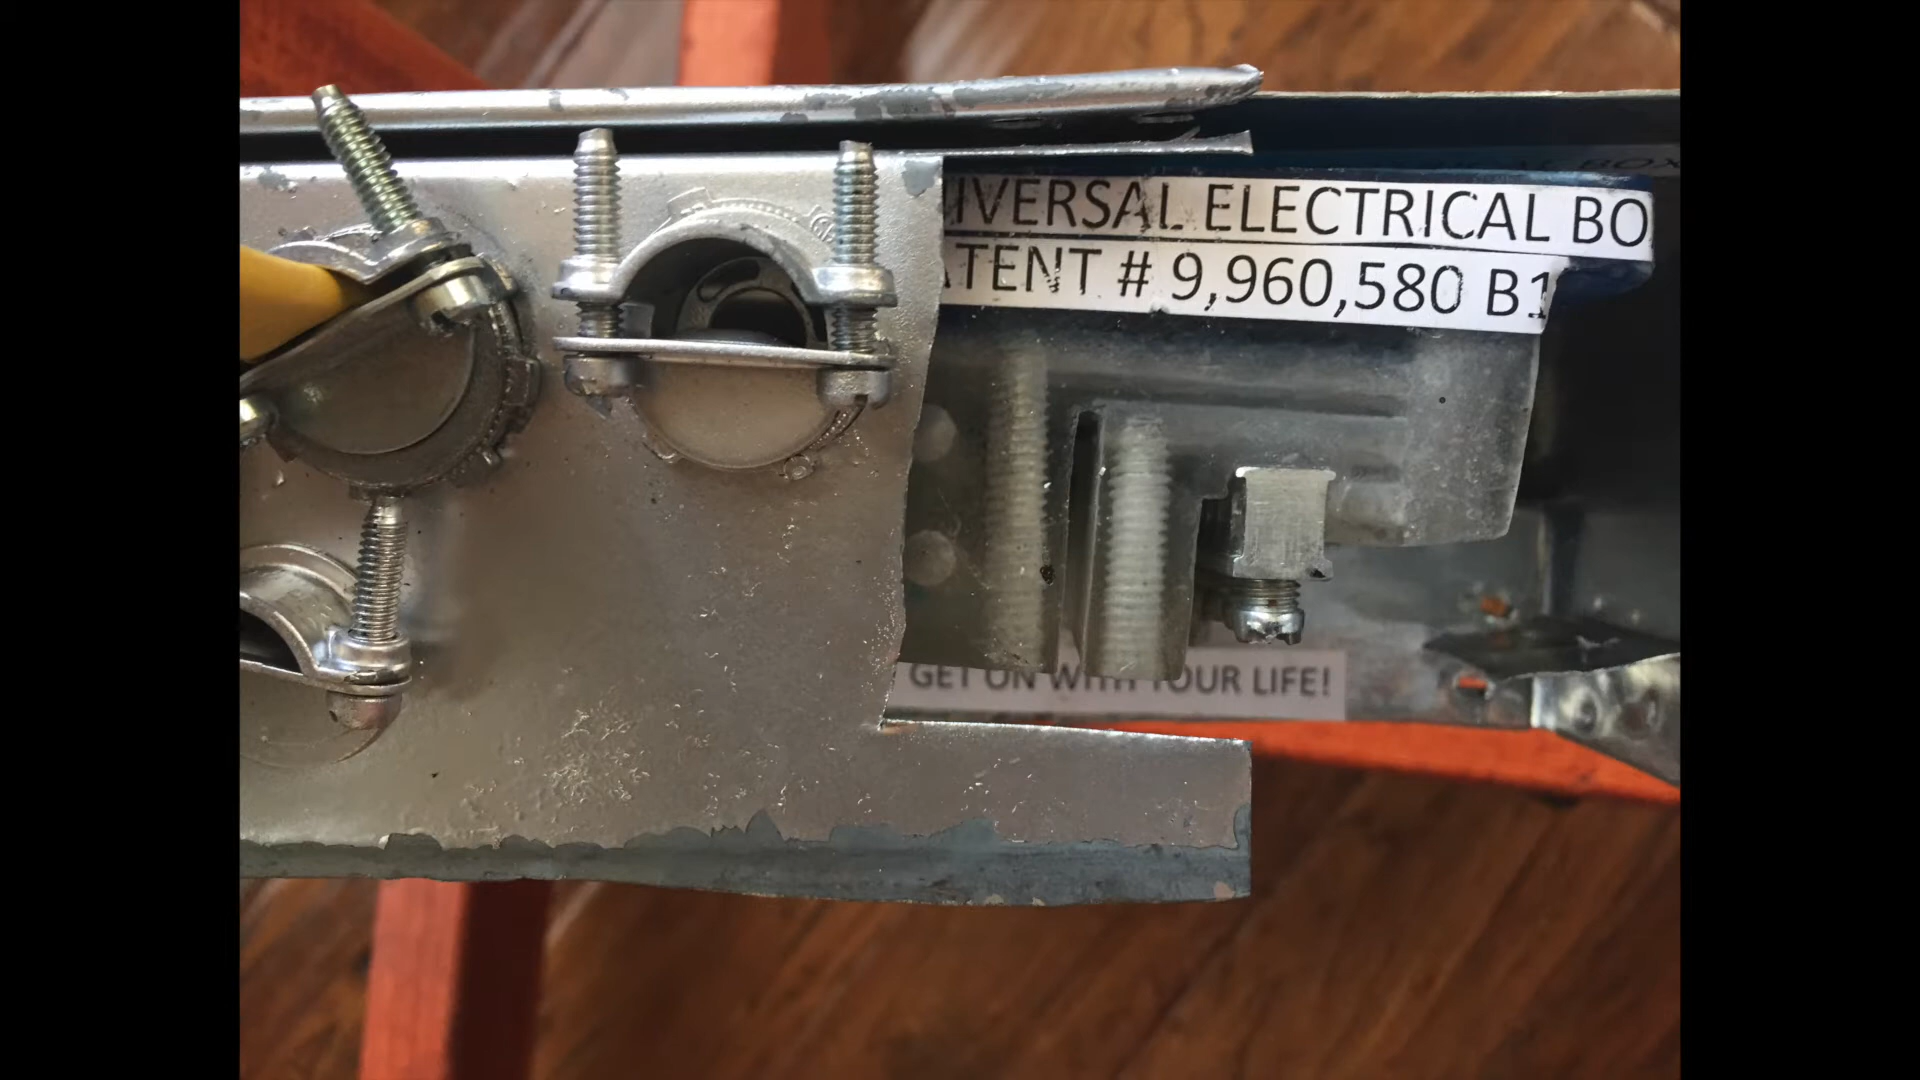 IVERSAL ELECTRICAL BO
ATENT # 9,960,580 B1
GET ON WITH YOUR LIFE!